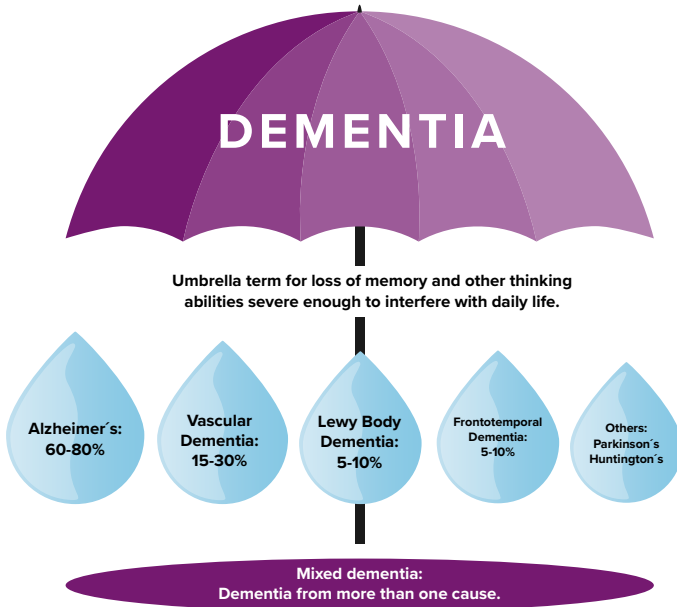 DEMENTIA
Umbrella term for loss of memory and other thinking
abilities severe enough to interfere with daily life.
Alzheimer´s:
60-80%
Vascular
Dementia:
15-30%
Lewy Body
Dementia:
5-10%
Frontotemporal
Dementia:
5-10%
Others:
Parkinson´s
Huntington´s
Mixed dementia:
Dementia from more than one cause.